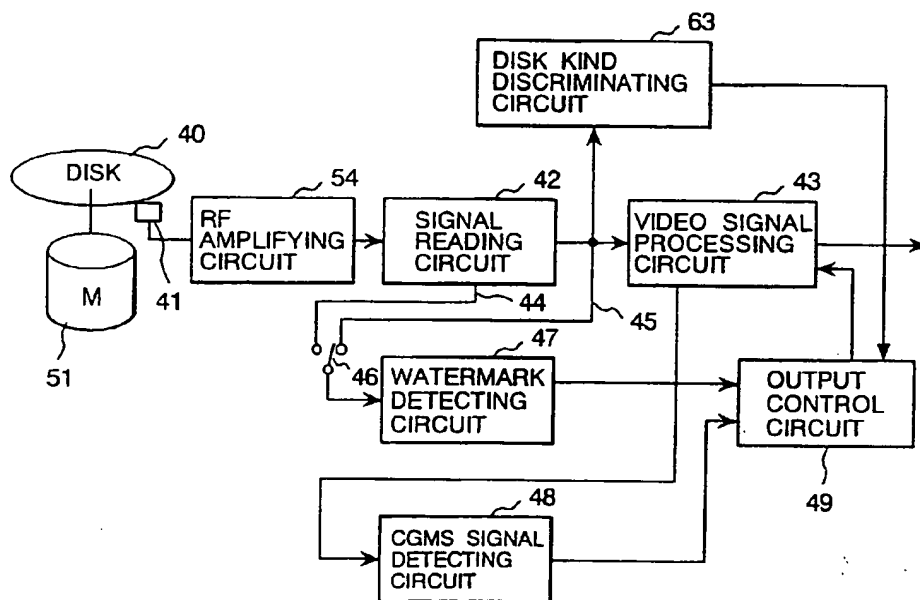 63
DISK KIND
DISCRIMINATING
CIRCUIT
40
DISK
54
RF
AMPLIFYING
CIRCUIT
42
SIGNAL
READING
CIRCUIT
43
VIDEO SIGNAL
PROCESSING
CIRCUIT
41
44
45
M
51
46
47
WATERMARK
DETECTING
CIRCUIT
OUTPUT
CONTROL
CIRCUIT
49
48
CGMS SIGNAL
DETECTING
CIRCUIT